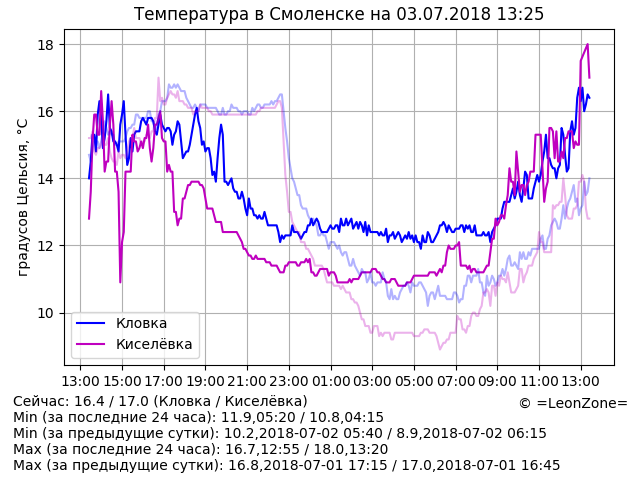 Температура в Смоленске на 03.07.2018 13:25
градусов Цельсия, °C
18
16
14
12
10
Кловка
Киселёвка
13:00 15:00 17:00 19:00 21:00 23:00 01:00 03:00 05:00 07:00 09:00 11:00 13:00
Сейчас: 16.4 / 17.0 (Кловка / Киселёвка)
© =LeonZone=
Min (за последние 24 часа): 11.9,05:20 / 10.8,04:15
Min (за предыдущие сутки): 10.2,2018-07-02 05:40 / 8.9,2018-07-02 06:15
Max (за последние 24 часа): 16.7,12:55 / 18.0,13:20
Max (за предыдущие сутки): 16.8,2018-07-01 17:15 / 17.0,2018-07-01 16:45